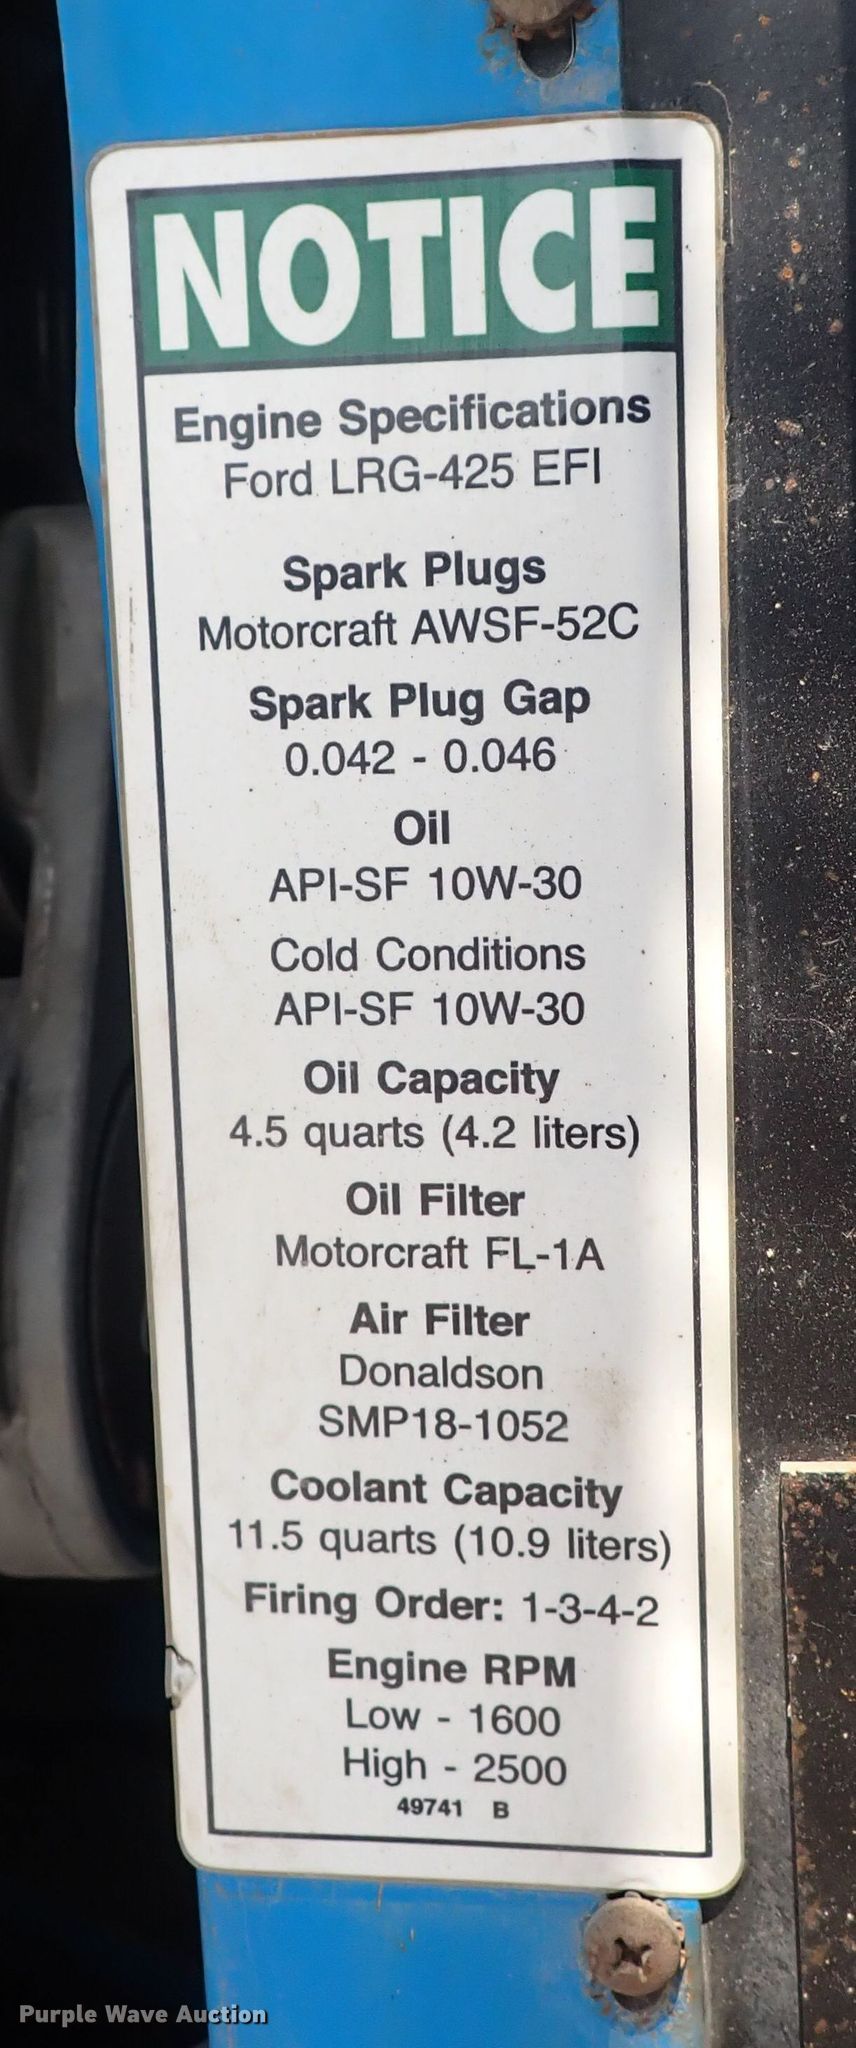 NOTICE
Engine Specifications
Ford LRG-425 EFI
Spark Plugs
Motorcraft AWSF-52C
Spark Plug Gap
0.042 - 0.046
Oil
API-SF 10W-30
Cold Conditions
API-SF 10W-30
Oil Capacity
4.5 quarts (4.2 liters)
Oil Filter
Motorcraft FL-1A
Air Filter
Donaldson
SMP18-1052
Coolant Capacity
11.5 quarts (10.9 liters)
Firing Order: 1-3-4-2
Engine RPM
Low - 1600
High - 2500
49741 B
Purple Wave Auction